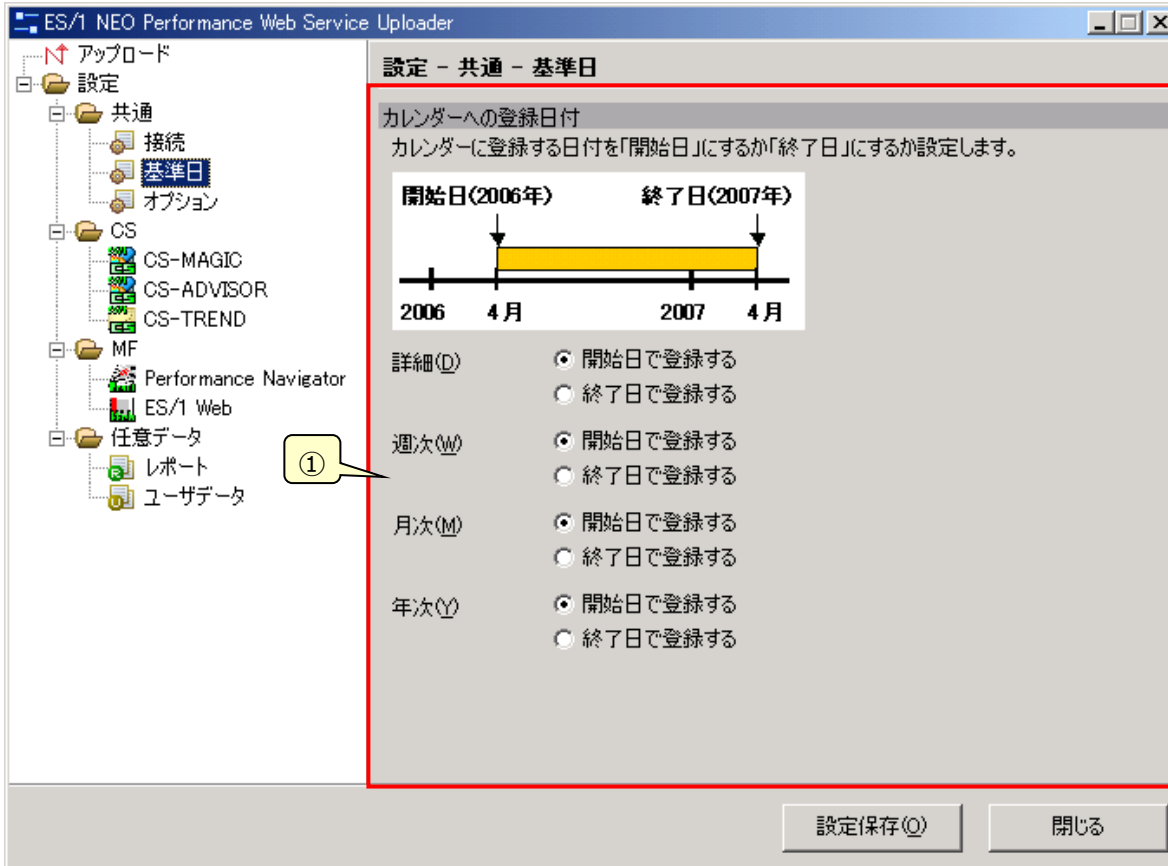 ES/1 NEO Performance Web Service Uploader
アップロード
設定
共通
接続
基準日
オプション
CS
CS-MAGIC
CS-ADVISOR
CS-TREND
MF
Performance Navigator
ES/1 Web
任意データ
レポート
ユーザデータ
①
設定 - 共通 - 基準日
カレンダーへの登録日付
カレンダーに登録する日付を「開始日」にするか「終了日」にするか設定します。
開始日(2006年) 終了日(2007年)
2006 4月 2007 4月
詳細(D) 開始日で登録する
終了日で登録する
週次(W) 開始日で登録する
終了日で登録する
月次(M) 開始日で登録する
終了日で登録する
年次(Y) 開始日で登録する
終了日で登録する
設定保存(O) 閉じる